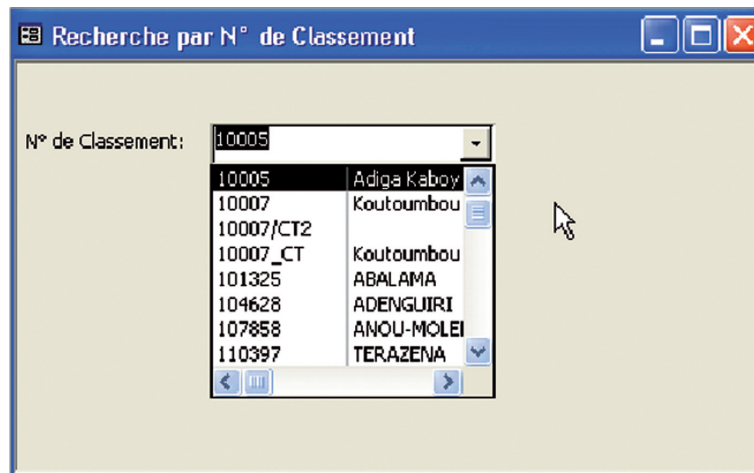 Recherche par N° de Classement
N° de Classement: 10005
10005 Adiga Kaboy
10007 Koutoumbou
10007/CT2
10007_CT Koutoumbou
101325 ABALAMA
104628 ADENGUIRI
107858 ANOU-MOLEI
110397 TERAZENA